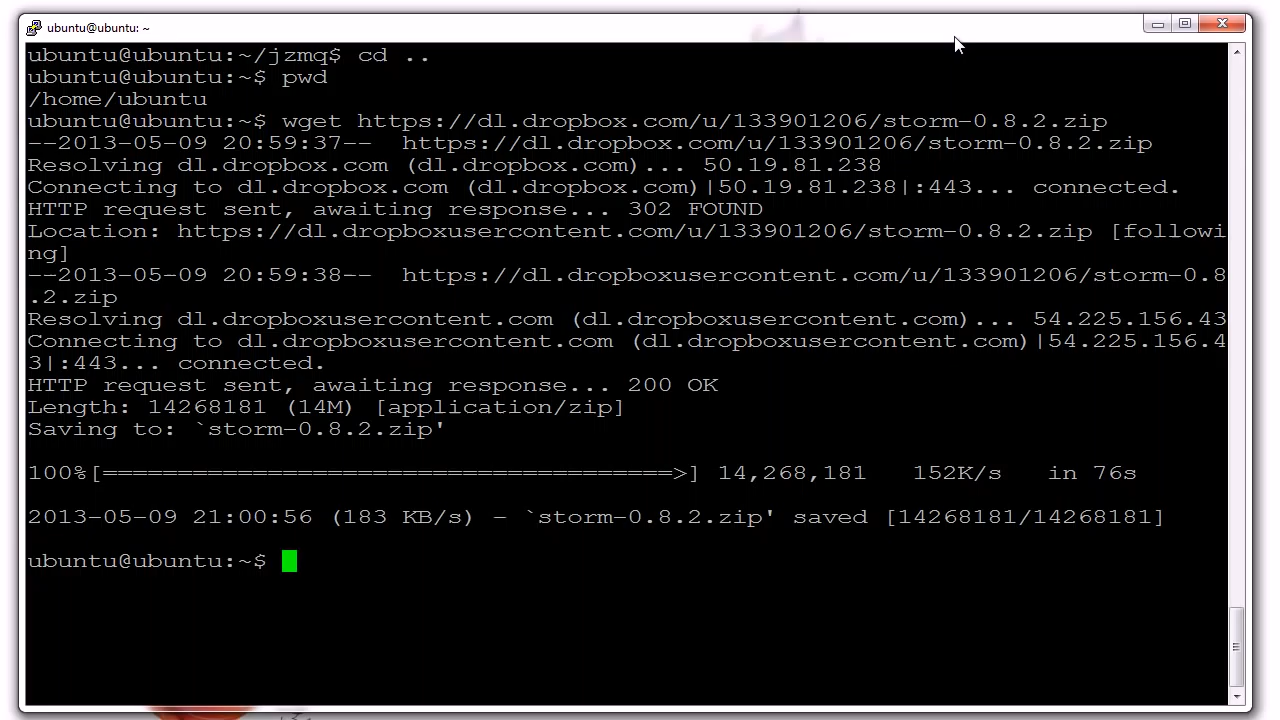 ubuntu@ubuntu: ~
ubuntu@ubuntu:~/jzmq$ cd ..
ubuntu@ubuntu:~$ pwd
/home/ubuntu
ubuntu@ubuntu:~$ wget https://dl.dropbox.com/u/133901206/storm-0.8.2.zip
--2013-05-09 20:59:37--  https://dl.dropbox.com/u/133901206/storm-0.8.2.zip
Resolving dl.dropbox.com (dl.dropbox.com)... 50.19.81.238
Connecting to dl.dropbox.com (dl.dropbox.com)|50.19.81.238|:443... connected.
HTTP request sent, awaiting response... 302 FOUND
Location: https://dl.dropboxusercontent.com/u/133901206/storm-0.8.2.zip [followi
ng]
--2013-05-09 20:59:38--  https://dl.dropboxusercontent.com/u/133901206/storm-0.8
.2.zip
Resolving dl.dropboxusercontent.com (dl.dropboxusercontent.com)... 54.225.156.43
Connecting to dl.dropboxusercontent.com (dl.dropboxusercontent.com)|54.225.156.4
3|:443... connected.
HTTP request sent, awaiting response... 200 OK
Length: 14268181 (14M) [application/zip]
Saving to: `storm-0.8.2.zip'
100%[======================================>] 14,268,181   152K/s   in 76s
2013-05-09 21:00:56 (183 KB/s) - `storm-0.8.2.zip' saved [14268181/14268181]
ubuntu@ubuntu:~$